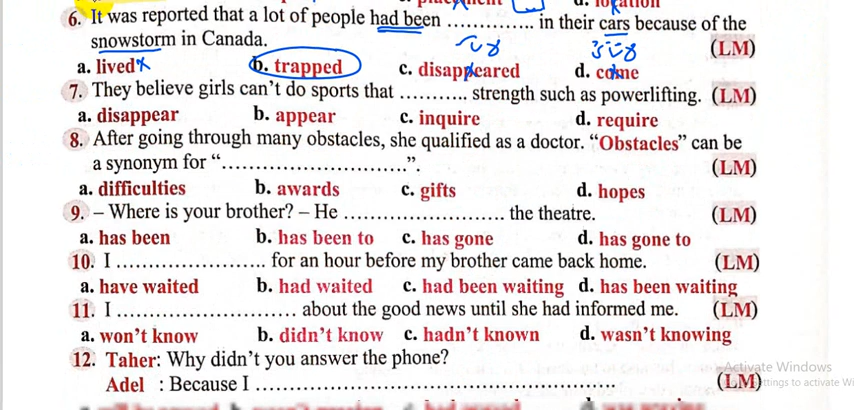 6. It was reported that a lot of people had been .............. in their cars because of the
snowstorm in Canada. (LM)
a. lived b. trapped c. disappeared d. come
7. They believe girls can't do sports that ........... strength such as powerlifting. (LM)
a. disappear b. appear c. inquire d. require
8. After going through many obstacles, she qualified as a doctor. "Obstacles" can be
a synonym for "..............................". (LM)
a. difficulties b. awards c. gifts d. hopes
9. – Where is your brother? – He .......................... the theatre. (LM)
a. has been b. has been to c. has gone d. has gone to
10. I ........................ for an hour before my brother came back home. (LM)
a. have waited b. had waited c. had been waiting d. has been waiting
11. I ............................ about the good news until she had informed me. (LM)
a. won't know b. didn't know c. hadn't known d. wasn't knowing
12. Taher: Why didn't you answer the phone?
Activate Windows
Adel : Because I .......................................................... (LM)